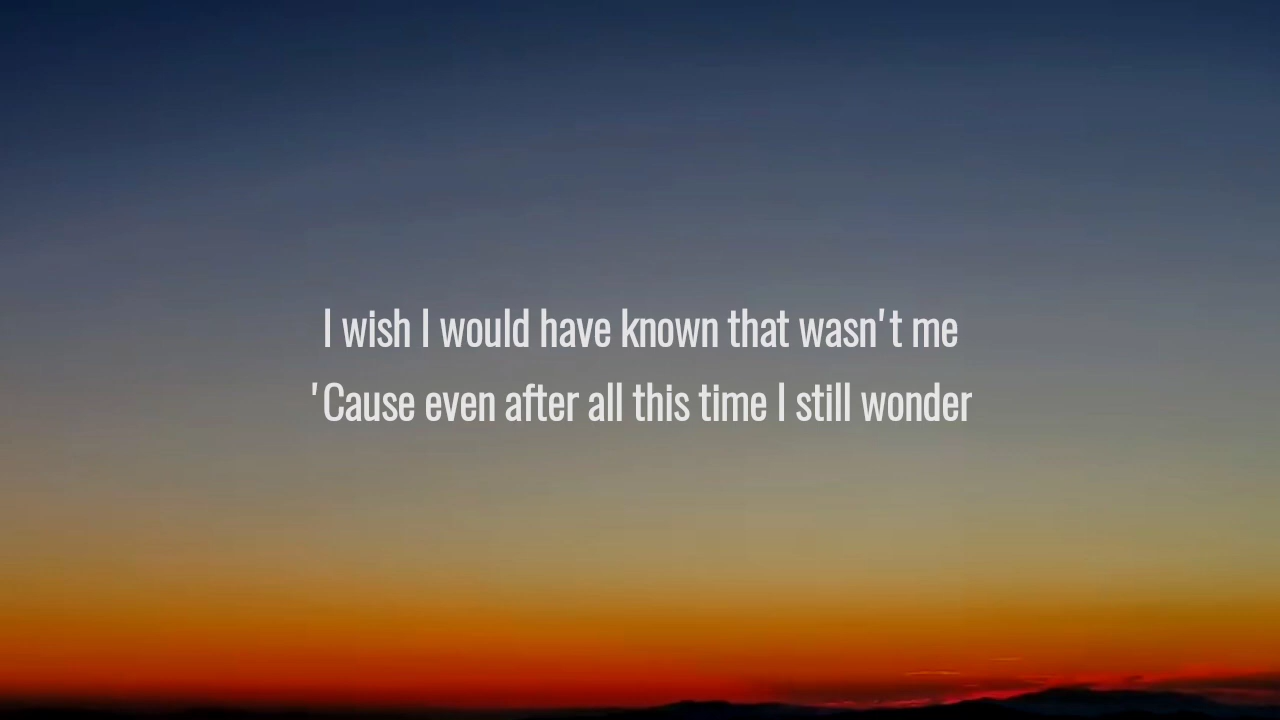 I wish I would have known that wasn't me
'Cause even after all this time I still wonder